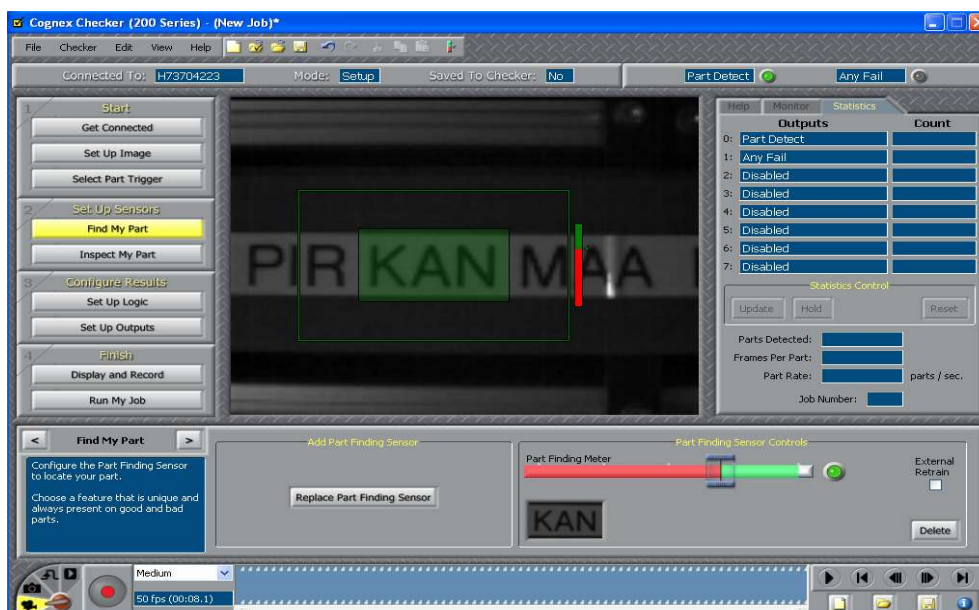 Cognex Checker (200 Series) - (New Job)*
File Checker Edit View Help
Connected To: H73704223 Mode: Setup Saved To Checker: No Part Detect Any Fail
1 Start
Get Connected
Set Up Image
Select Part Trigger
2 Set Up Sensors
Find My Part
Inspect My Part
3 Configure Results
Set Up Logic
Set Up Outputs
4 Finish
Display and Record
Run My Job
PIR KAN MAA
Help Monitor Statistics
Outputs Count
0: Part Detect
1: Any Fail
2: Disabled
3: Disabled
4: Disabled
5: Disabled
6: Disabled
7: Disabled
Statistics Control
Update Hold Reset
Parts Detected:
Frames Per Part:
Part Rate: parts / sec.
Job Number:
< Find My Part >
Configure the Part Finding Sensor
to locate your part.
Choose a feature that is unique and
always present on good and bad
parts.
Add Part Finding Sensor
Replace Part Finding Sensor
Part Finding Sensor Controls
Part Finding Meter
KAN
External
Retrain
Delete
Medium
50 fps (00:08.1)